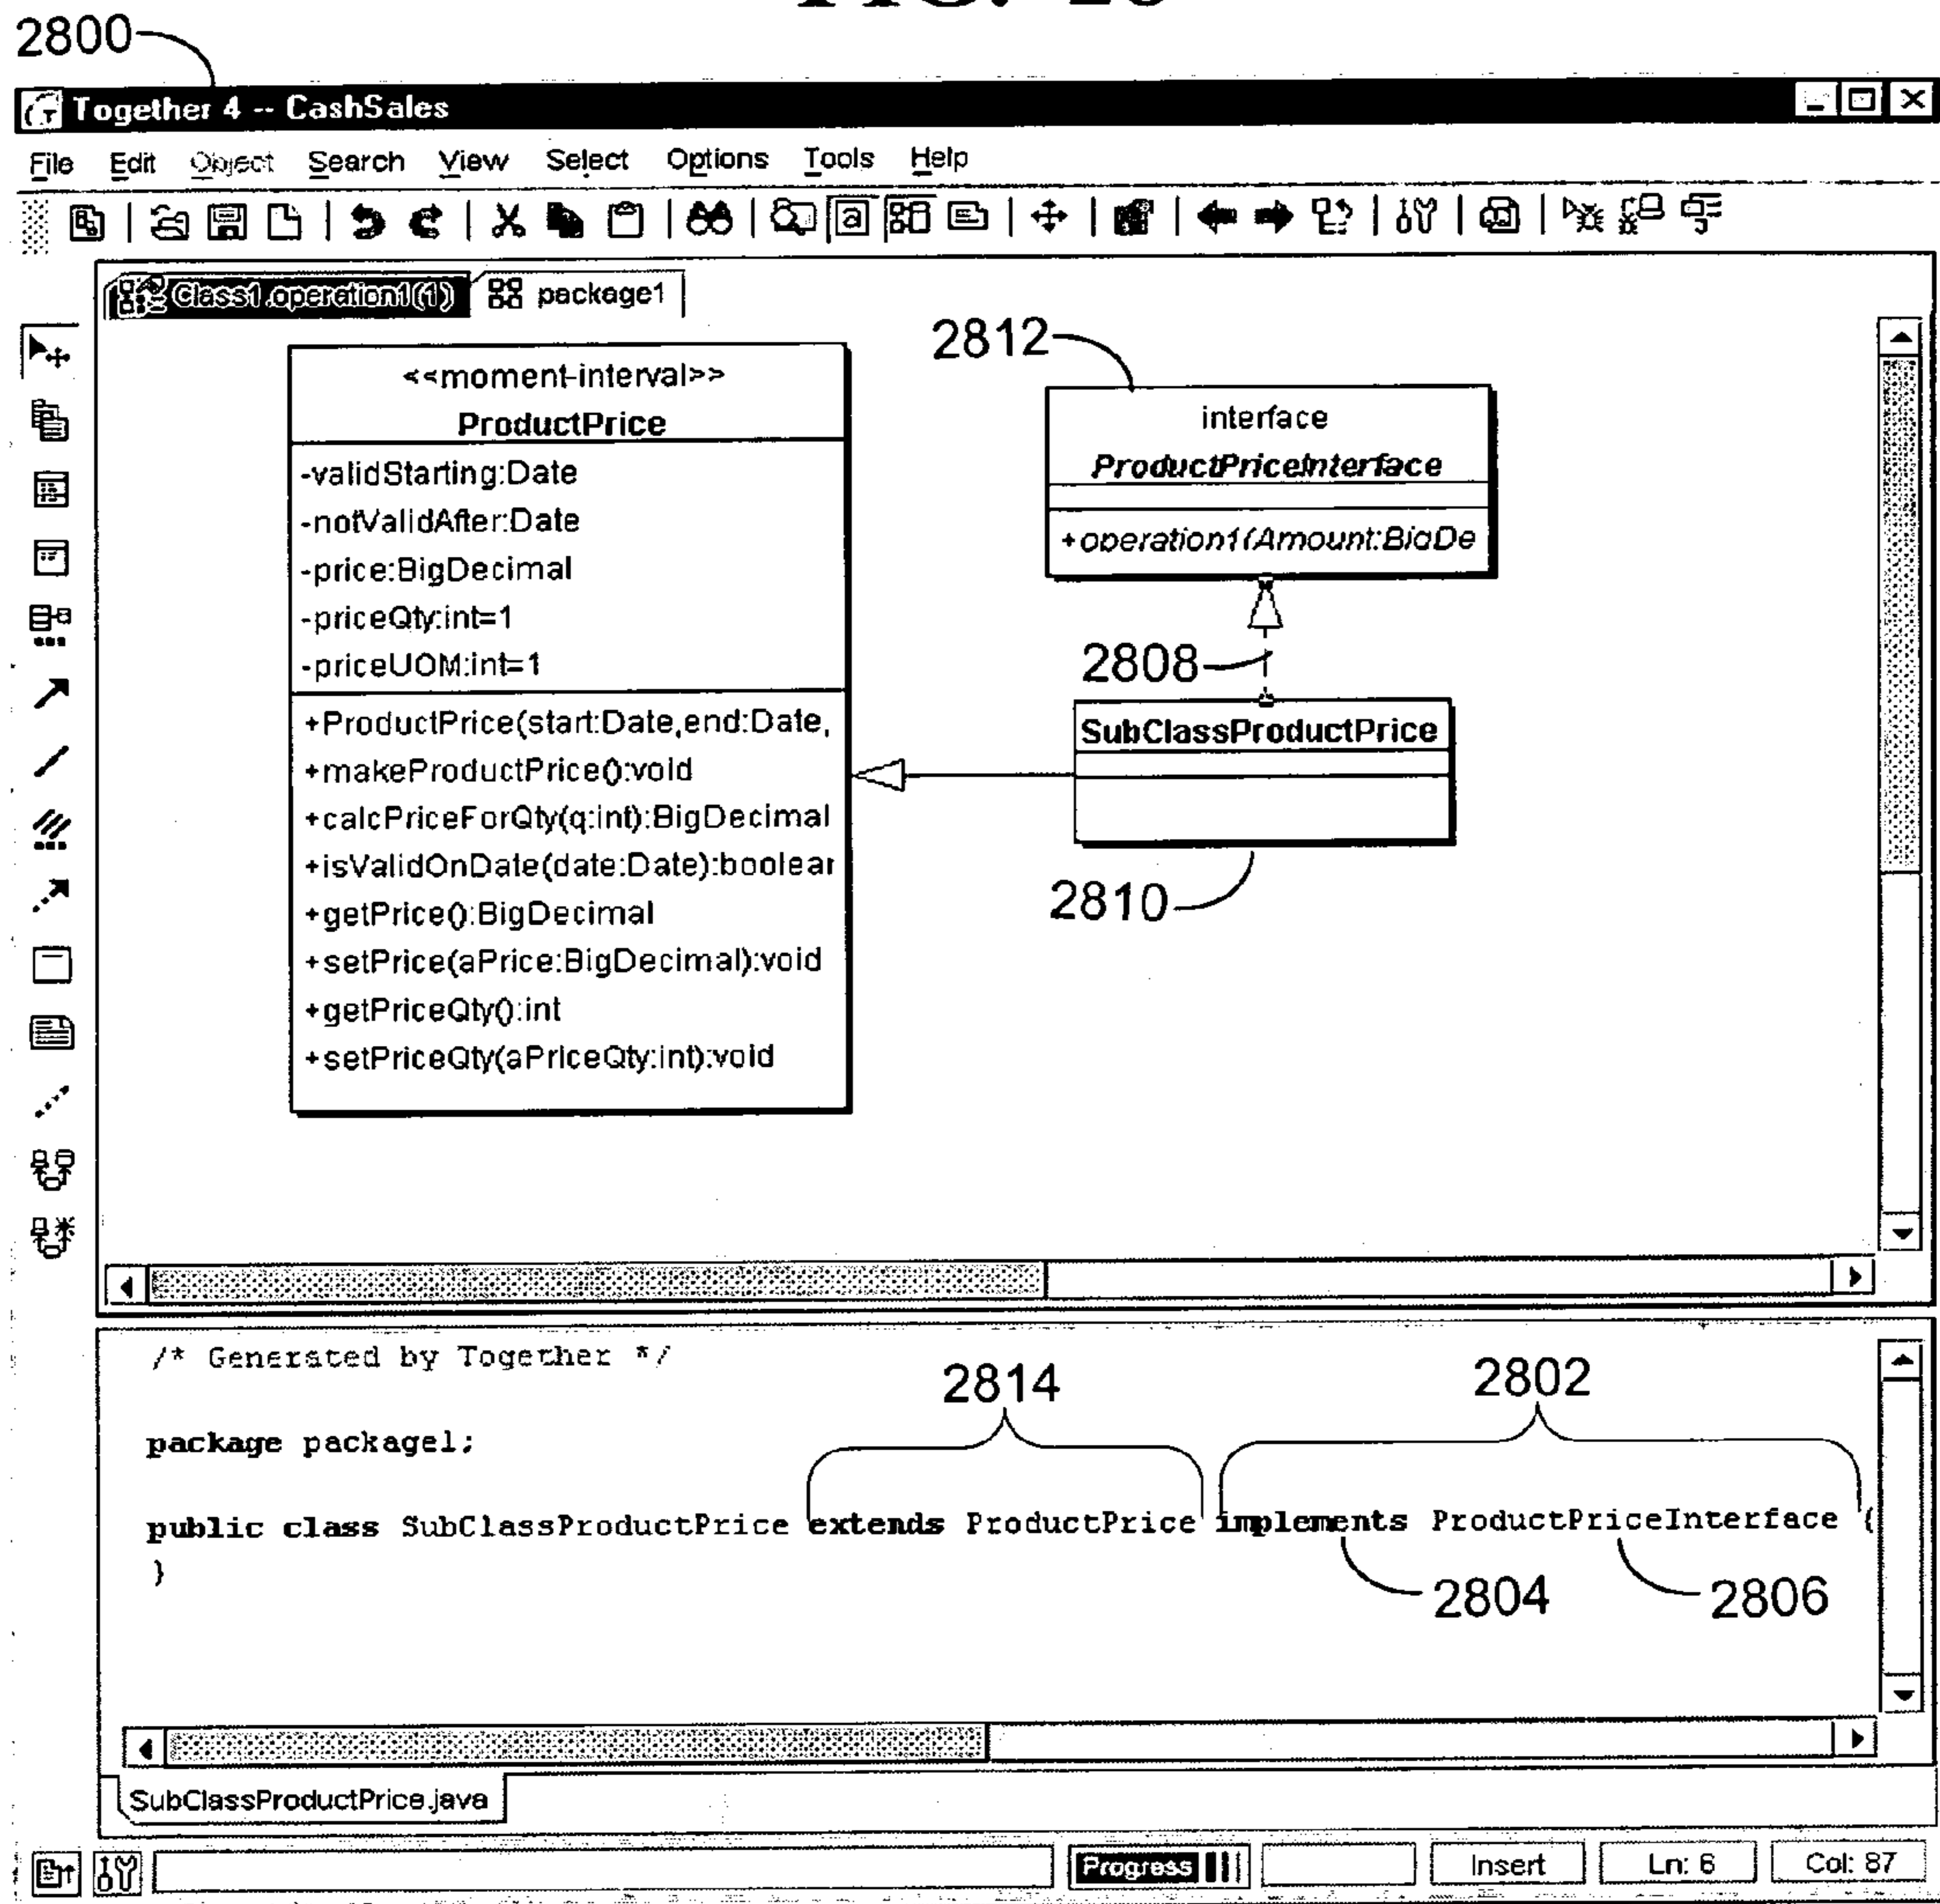 2800
Together 4 -- CashSales
File Edit Object Search View Select Options Tools Help
Class1.operation1(1) package1
2812
<<moment-interval>>
ProductPrice
-validStarting:Date
-notValidAfter:Date
-price:BigDecimal
-priceQty:int=1
-priceUOM:int=1
+ProductPrice(start:Date,end:Date,
+makeProductPrice():void
+calcPriceForQty(q:int):BigDecimal
+isValidOnDate(date:Date):boolear
+getPrice():BigDecimal
+setPrice(aPrice:BigDecimal):void
+getPriceQty():int
+setPriceQty(aPriceQty:int):void
interface
ProductPriceInterface
+operation1(Amount:BigDe
2808
SubClassProductPrice
2810
/* Generated by Together */
2814 2802
package package1;
public class SubClassProductPrice extends ProductPrice implements ProductPriceInterface {
}
2804 2806
SubClassProductPrice.java
Progress Insert Ln: 6 Col: 87